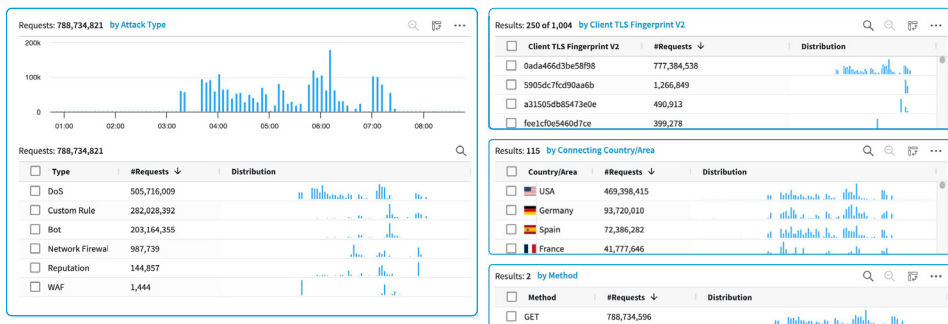 Requests: 788,734,821 by Attack Type
200k
100k
0
01:00 02:00 03:00 04:00 05:00 06:00 07:00 08:00
Requests: 788,734,821
Type #Requests ↓ Distribution
DoS 505,716,009
Custom Rule 282,028,392
Bot 203,164,355
Network Firewal 987,739
Reputation 144,857
WAF 1,444
Results: 250 of 1,004 by Client TLS Fingerprint V2
Client TLS Fingerprint V2 #Requests ↓ Distribution
0ada466d3be58f98 777,384,538
5905dc7fcd90aa6b 1,266,849
a31505db85473e0e 490,913
fee1cf0e5460d7ce 399,278
Results: 115 by Connecting Country/Area
Country/Area #Requests ↓ Distribution
USA 469,398,415
Germany 93,720,010
Spain 72,386,282
France 41,777,646
Results: 2 by Method
Method #Requests ↓ Distribution
GET 788,734,596